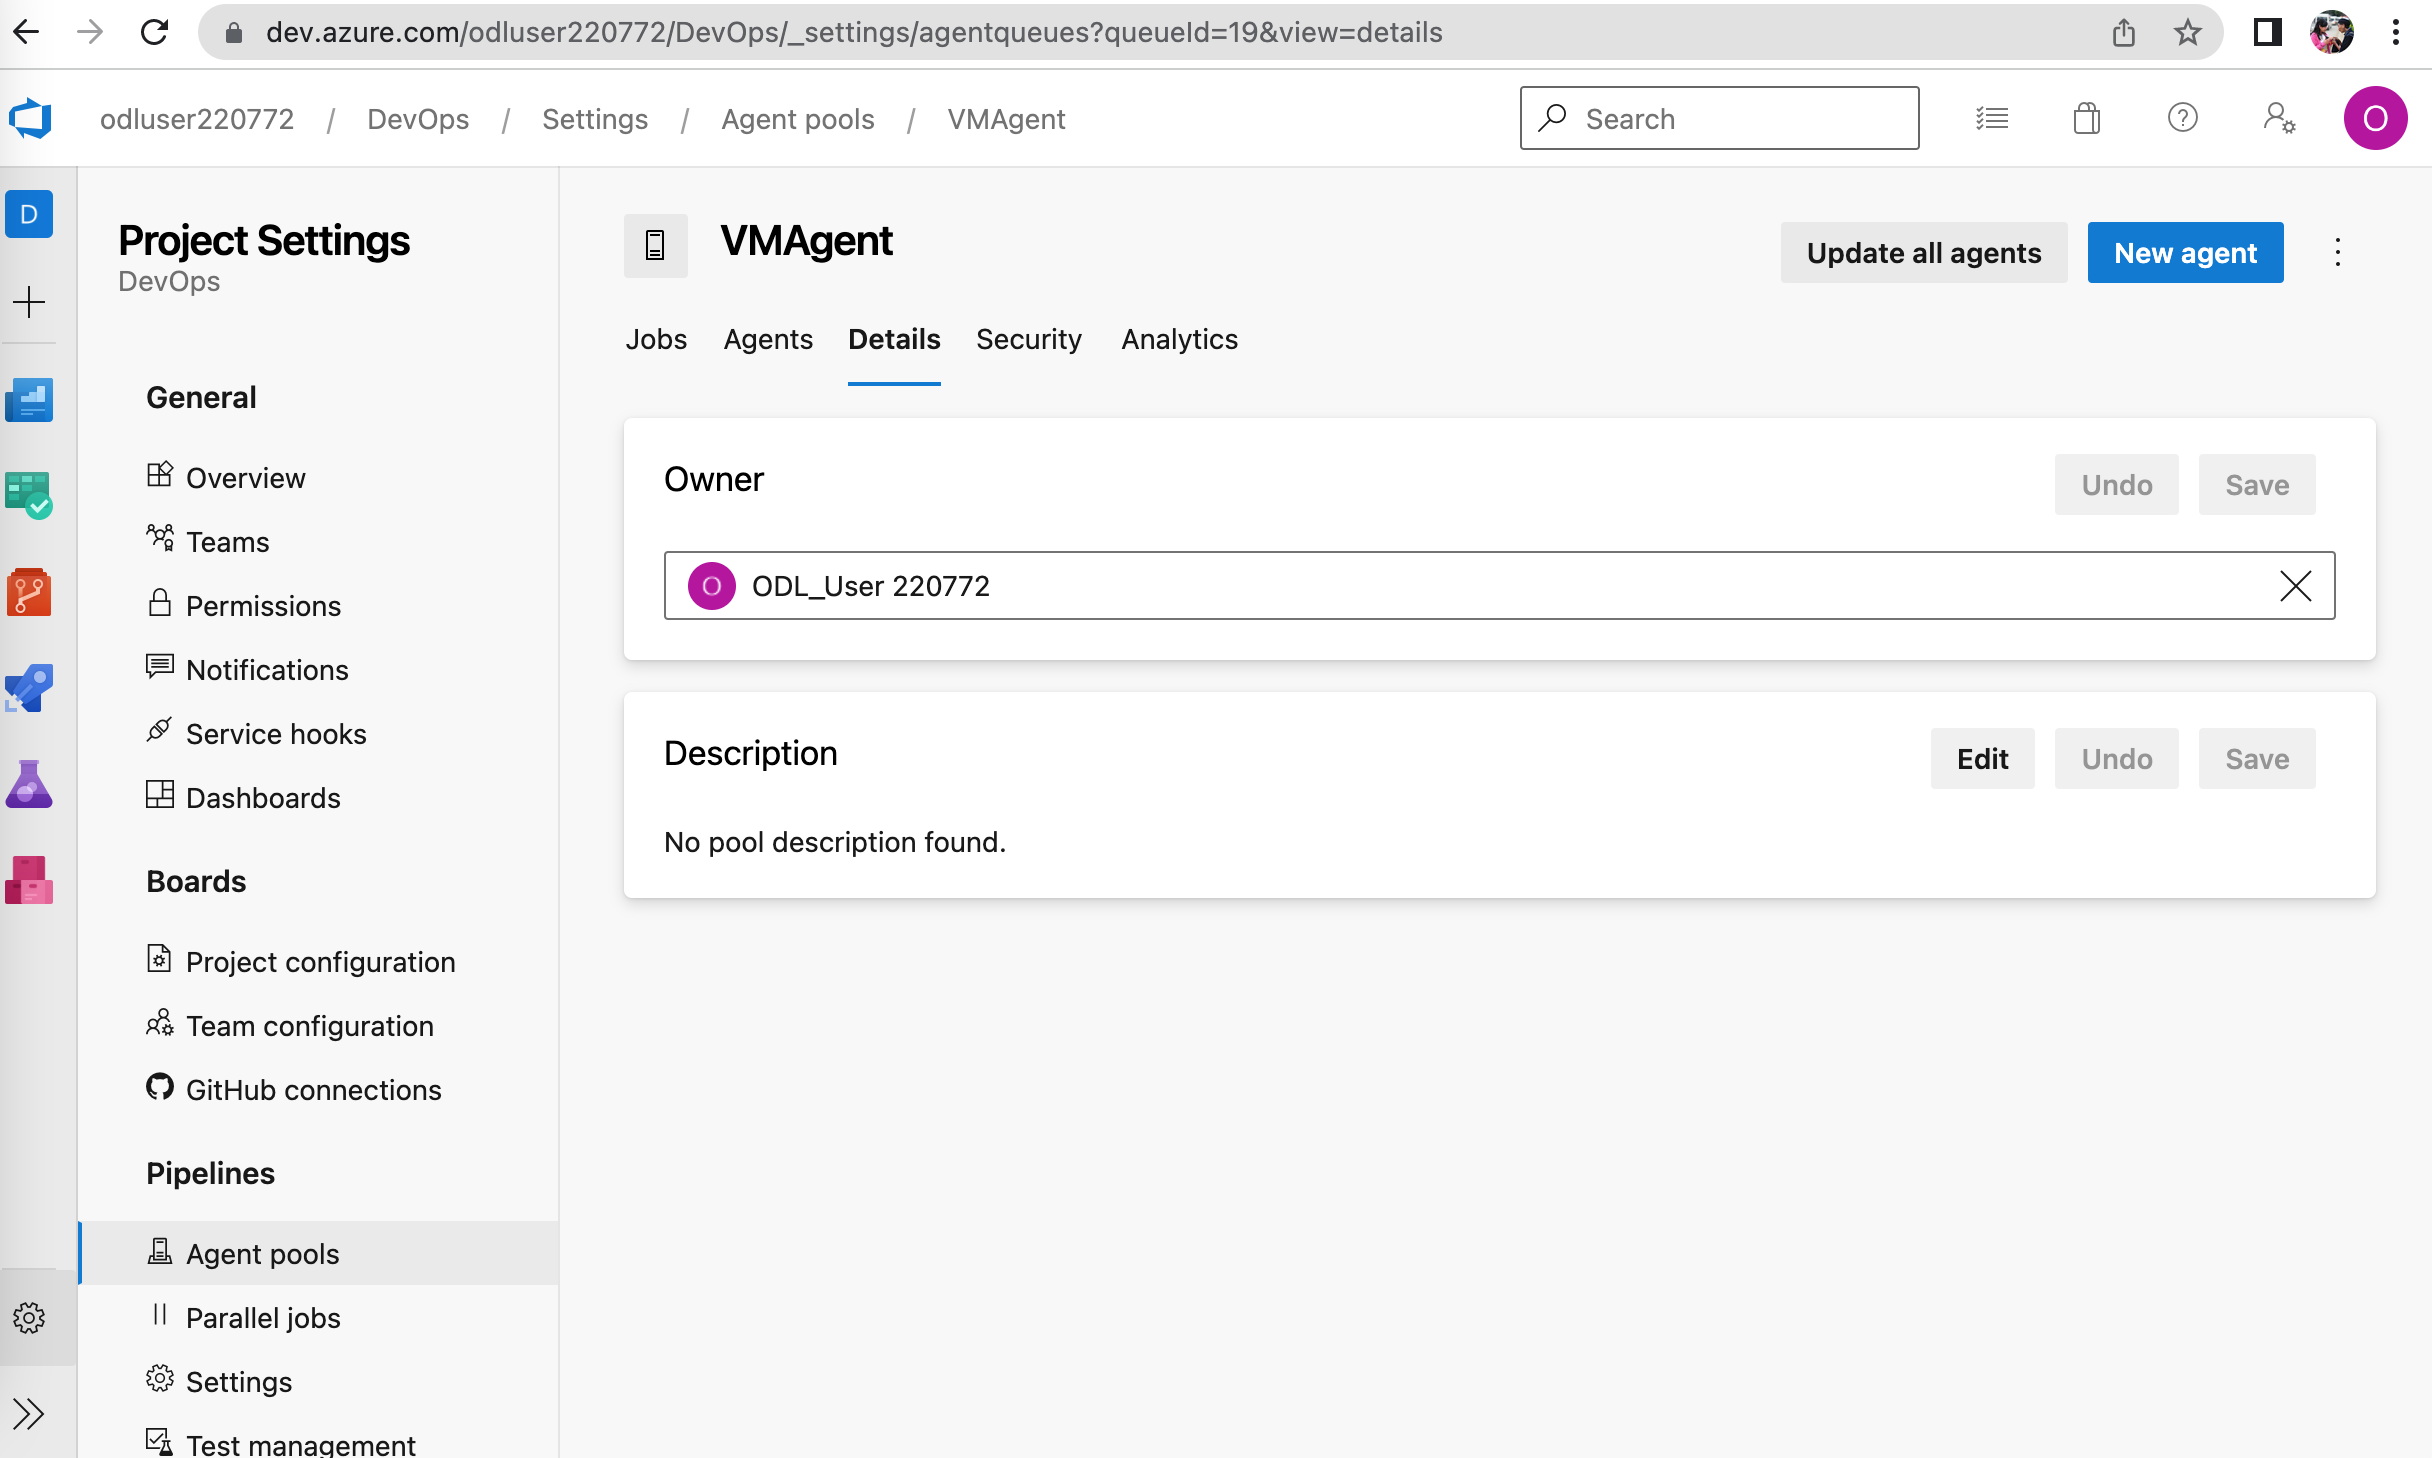 dev.azure.com/odluser220772/DevOps/_settings/agentqueues?queueId=19&view=details
odluser220772 / DevOps / Settings / Agent pools / VMAgent
Search
O
D
Project Settings
DevOps
General
Overview
Teams
Permissions
Notifications
Service hooks
Dashboards
Boards
Project configuration
Team configuration
GitHub connections
Pipelines
Agent pools
Parallel jobs
Settings
Test management
VMAgent
Update all agents
New agent
Jobs Agents Details Security Analytics
Owner
Undo Save
O ODL_User 220772
Description
Edit Undo Save
No pool description found.